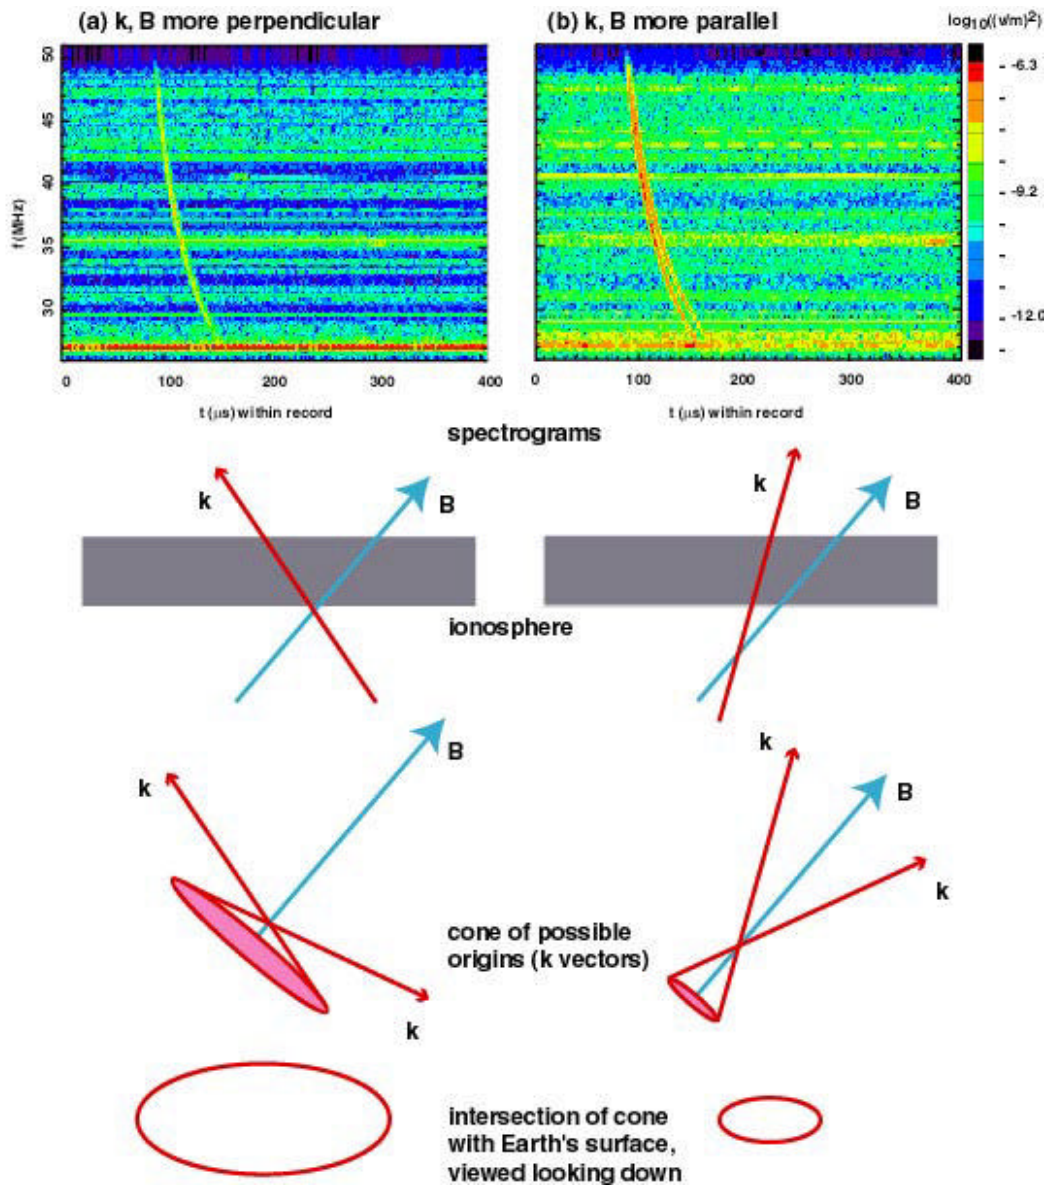 (a) k, B more perpendicular
(b) k, B more parallel
log10((v/m)2)
50
45
40
35
30
f (MHz)
-6.3
-9.2
-12.0
0
100
200
300
400
0
100
200
300
400
t (μs) within record
t (μs) within record
spectrograms
k
B
k
B
ionosphere
k
B
k
k
B
k
cone of possible
origins (k vectors)
intersection of cone
with Earth's surface,
viewed looking down